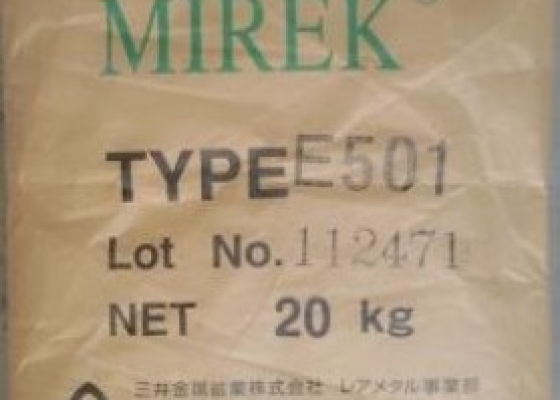 MIREK®
TYPE E501
Lot No. 112471
NET 20 kg
三井金属鉱業株式会社 レアメタル事業部